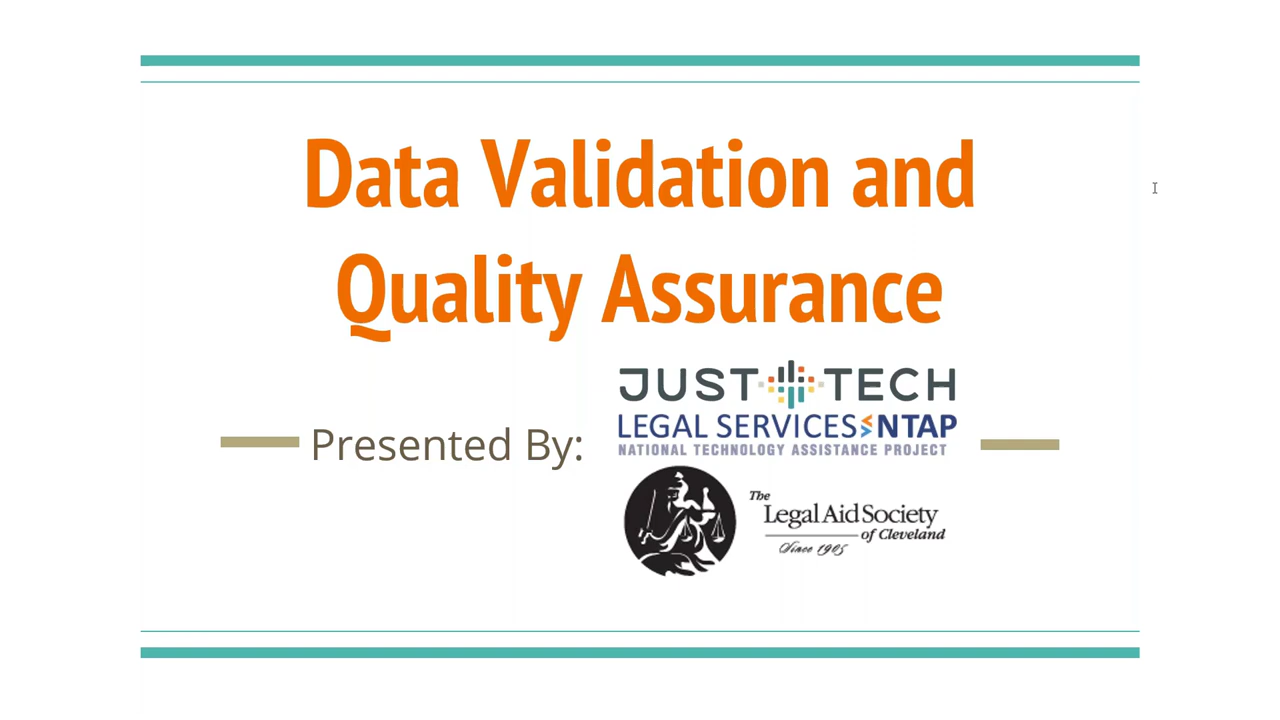 Data Validation and
Quality Assurance
Presented By:
JUST TECH
LEGAL SERVICES NTAP
NATIONAL TECHNOLOGY ASSISTANCE PROJECT
The
Legal Aid Society
of Cleveland
Since 1905